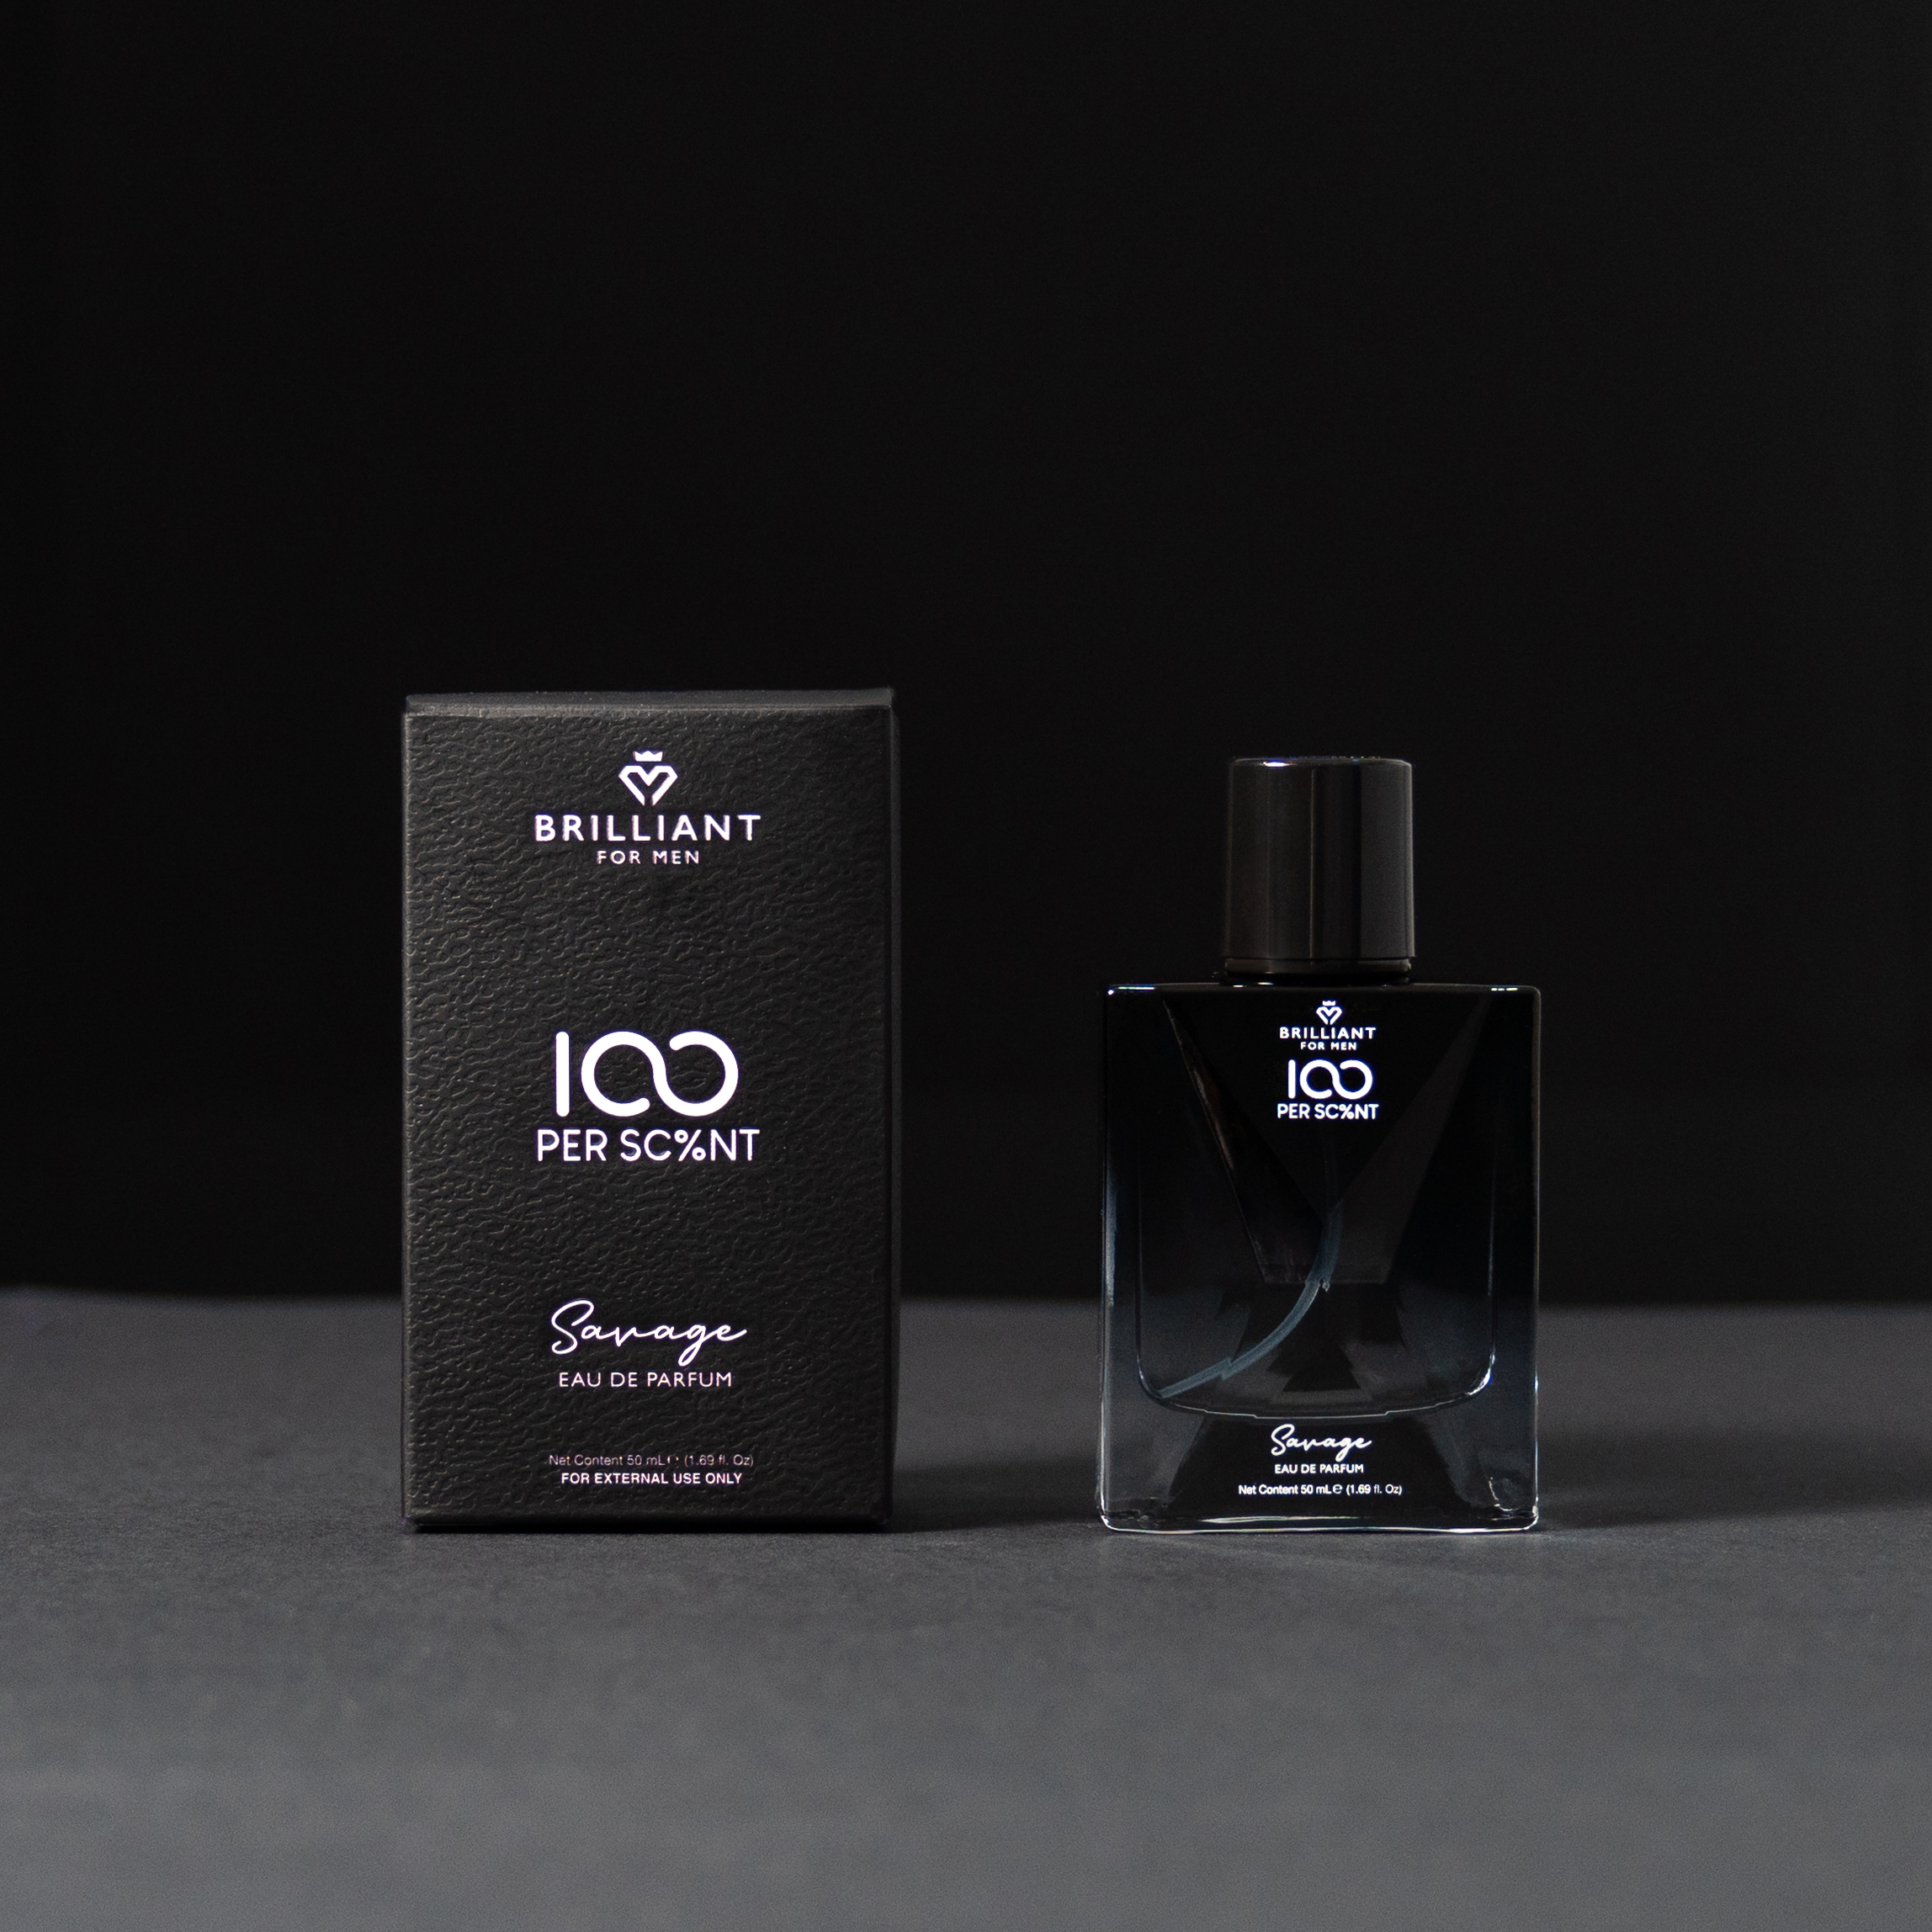 BRILLIANT
FOR MEN
100
PER SC%NT
Savage
EAU DE PARFUM
Net Content 50 mL ℮ (1.69 fl. Oz)
FOR EXTERNAL USE ONLY
BRILLIANT
FOR MEN
100
PER SC%NT
Savage
EAU DE PARFUM
Net Content 50 mL ℮ (1.69 fl. Oz)